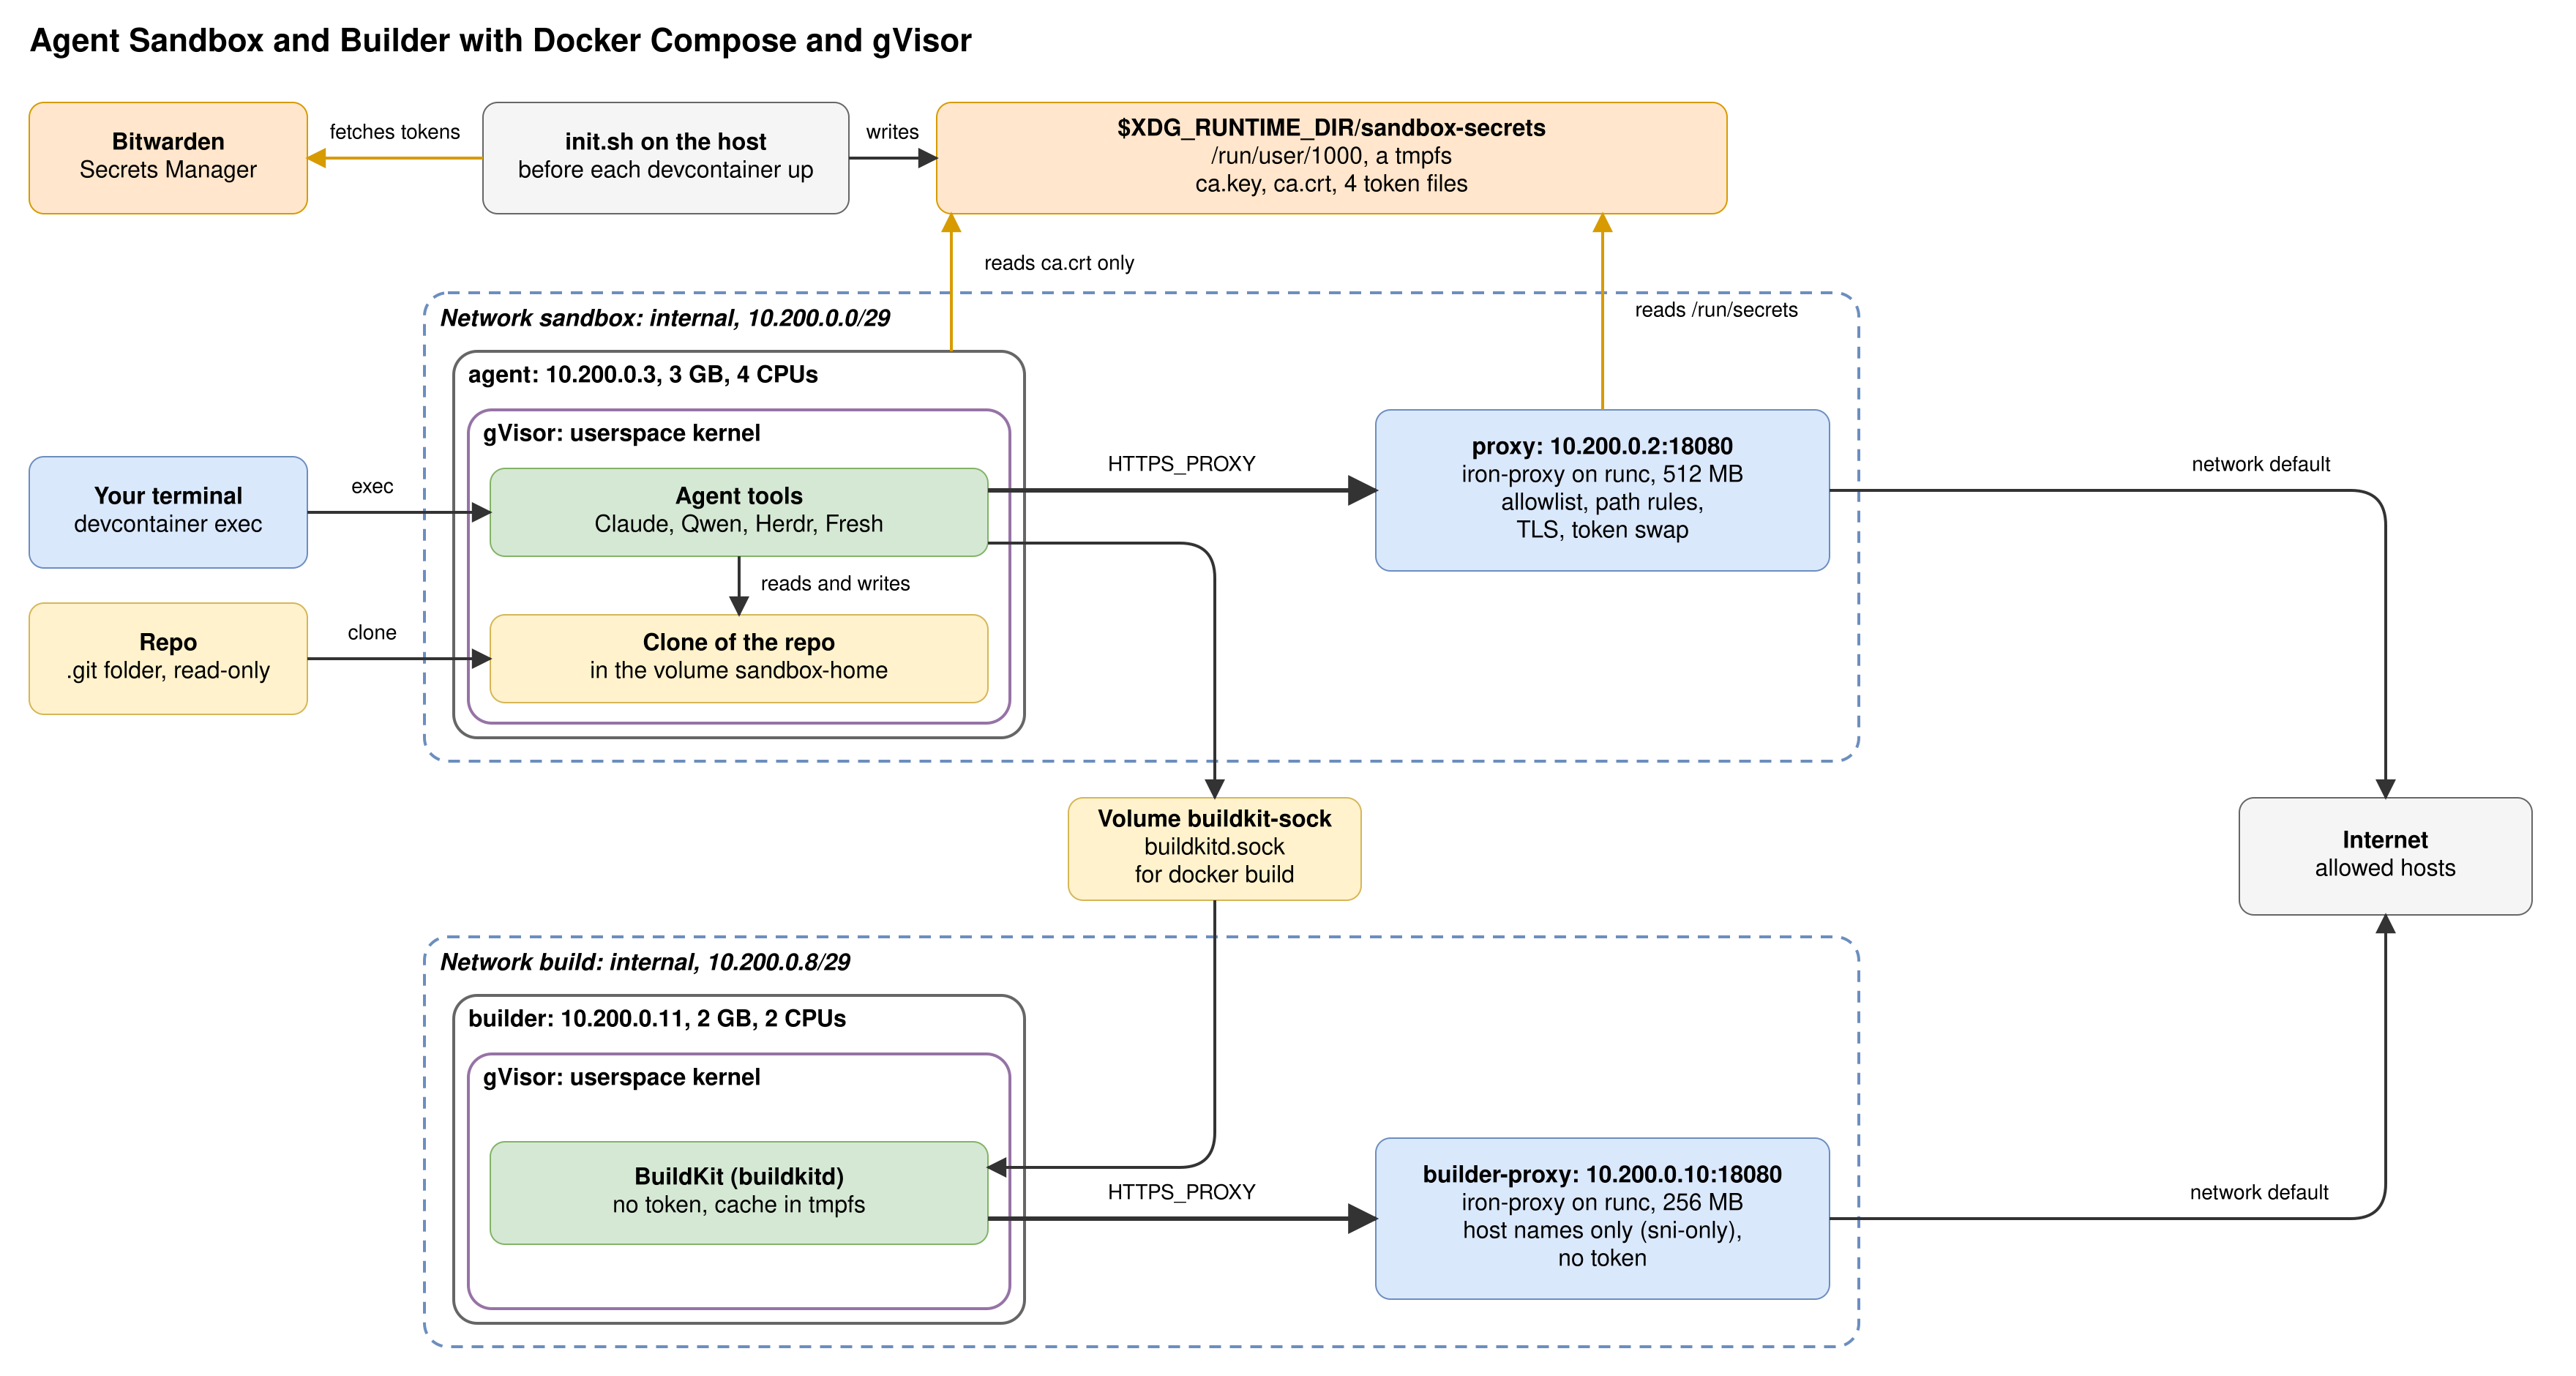 Agent Sandbox and Builder with Docker Compose and gVisor
Bitwarden
Secrets Manager
fetches tokens
init.sh on the host
before each devcontainer up
writes
$XDG_RUNTIME_DIR/sandbox-secrets
/run/user/1000, a tmpfs
ca.key, ca.crt, 4 token files
reads ca.crt only
reads /run/secrets
Network sandbox: internal, 10.200.0.0/29
agent: 10.200.0.3, 3 GB, 4 CPUs
gVisor: userspace kernel
Your terminal
devcontainer exec
exec
Agent tools
Claude, Qwen, Herdr, Fresh
HTTPS_PROXY
proxy: 10.200.0.2:18080
iron-proxy on runc, 512 MB
allowlist, path rules,
TLS, token swap
network default
reads and writes
Repo
.git folder, read-only
clone
Clone of the repo
in the volume sandbox-home
Volume buildkit-sock
buildkitd.sock
for docker build
Internet
allowed hosts
Network build: internal, 10.200.0.8/29
builder: 10.200.0.11, 2 GB, 2 CPUs
gVisor: userspace kernel
BuildKit (buildkitd)
no token, cache in tmpfs
HTTPS_PROXY
builder-proxy: 10.200.0.10:18080
iron-proxy on runc, 256 MB
host names only (sni-only),
no token
network default